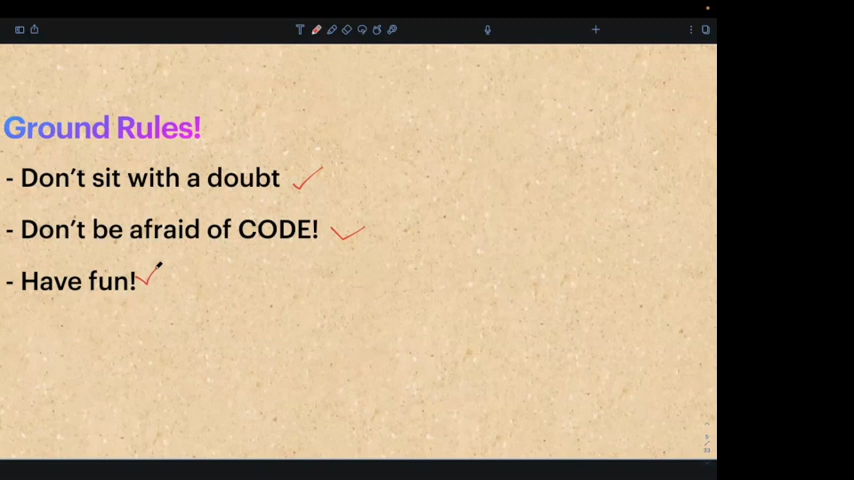 Ground Rules!
- Don't sit with a doubt
- Don't be afraid of CODE!
- Have fun!